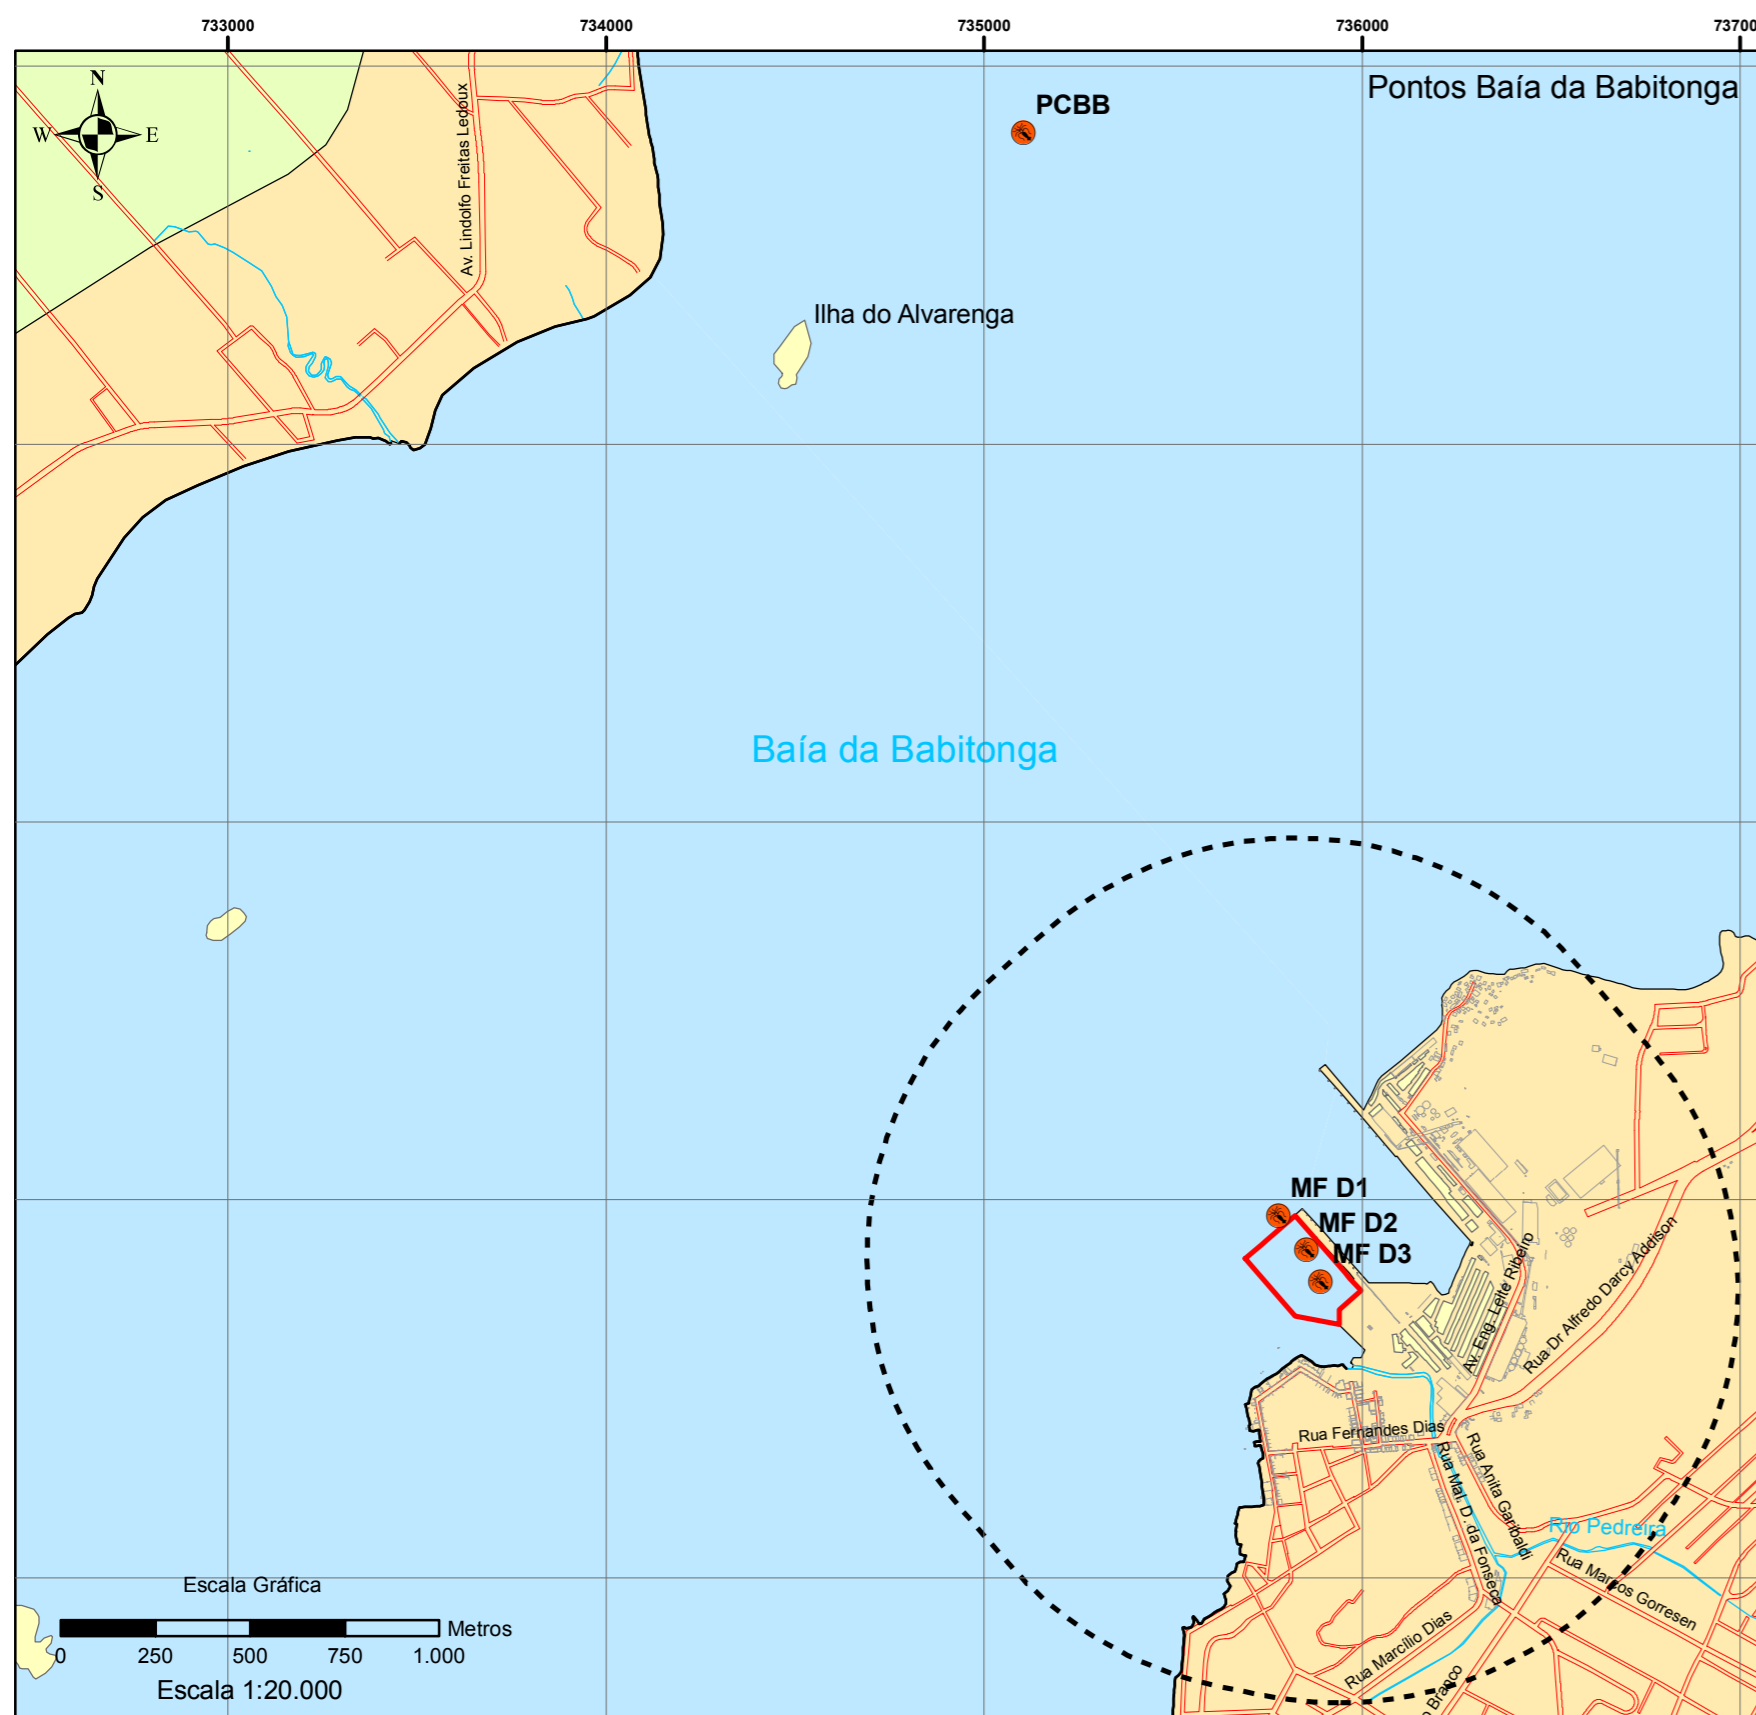 733000
734000
735000
736000
Pontos Baía da Babitonga
N
W
E
S
PCBB
Av. Lindolfo Freitas Ledoux
Ilha do Alvarenga
Baía da Babitonga
MF D1
MF D2
MF D3
Av. Eng. Leite Ribeiro
Rua Dr Alfredo Darcy Addison
Rua Fernandes Dias
Rua Mal. D. da Fonseca
Rua Anita Garibaldi
Rio Pedreira
Rua Marcos Gorresen
Rua Marcílio Dias
Branco
Escala Gráfica
Metros
0
250
500
750
1.000
Escala 1:20.000